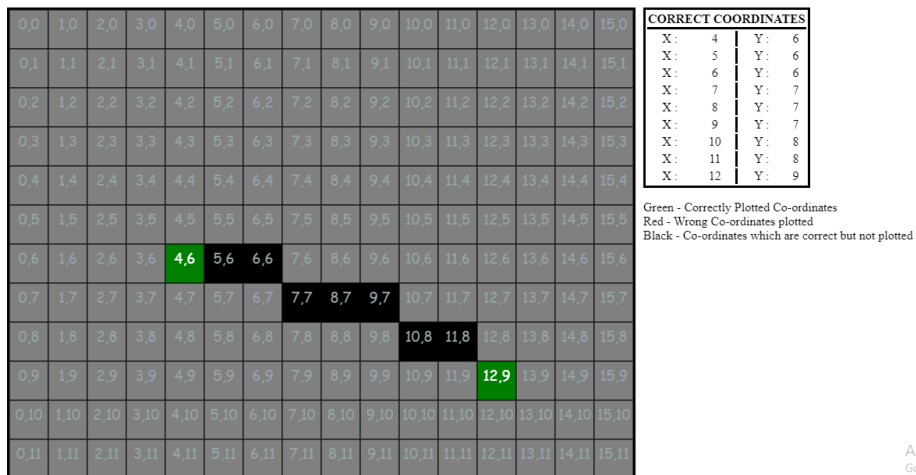 0,0 1,0 2,0 3,0 4,0 5,0 6,0 7,0 8,0 9,0 10,0 11,0 12,0 13,0 14,0 15,0
0,1 1,1 2,1 3,1 4,1 5,1 6,1 7,1 8,1 9,1 10,1 11,1 12,1 13,1 14,1 15,1
0,2 1,2 2,2 3,2 4,2 5,2 6,2 7,2 8,2 9,2 10,2 11,2 12,2 13,2 14,2 15,2
0,3 1,3 2,3 3,3 4,3 5,3 6,3 7,3 8,3 9,3 10,3 11,3 12,3 13,3 14,3 15,3
0,4 1,4 2,4 3,4 4,4 5,4 6,4 7,4 8,4 9,4 10,4 11,4 12,4 13,4 14,4 15,4
0,5 1,5 2,5 3,5 4,5 5,5 6,5 7,5 8,5 9,5 10,5 11,5 12,5 13,5 14,5 15,5
0,6 1,6 2,6 3,6 4,6 5,6 6,6 7,6 8,6 9,6 10,6 11,6 12,6 13,6 14,6 15,6
0,7 1,7 2,7 3,7 4,7 5,7 6,7 7,7 8,7 9,7 10,7 11,7 12,7 13,7 14,7 15,7
0,8 1,8 2,8 3,8 4,8 5,8 6,8 7,8 8,8 9,8 10,8 11,8 12,8 13,8 14,8 15,8
0,9 1,9 2,9 3,9 4,9 5,9 6,9 7,9 8,9 9,9 10,9 11,9 12,9 13,9 14,9 15,9
0,10 1,10 2,10 3,10 4,10 5,10 6,10 7,10 8,10 9,10 10,10 11,10 12,10 13,10 14,10 15,10
0,11 1,11 2,11 3,11 4,11 5,11 6,11 7,11 8,11 9,11 10,11 11,11 12,11 13,11 14,11 15,11
CORRECT COORDINATES
X : 4 Y : 6
X : 5 Y : 6
X : 6 Y : 6
X : 7 Y : 7
X : 8 Y : 7
X : 9 Y : 7
X : 10 Y : 8
X : 11 Y : 8
X : 12 Y : 9
Green - Correctly Plotted Co-ordinates
Red - Wrong Co-ordinates plotted
Black - Co-ordinates which are correct but not plotted